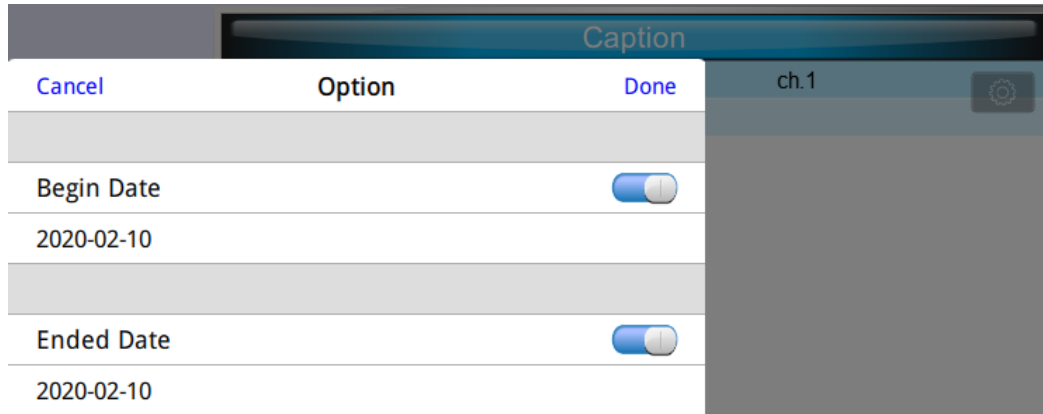 Caption
Cancel Option Done ch.1
Begin Date
2020-02-10
Ended Date
2020-02-10